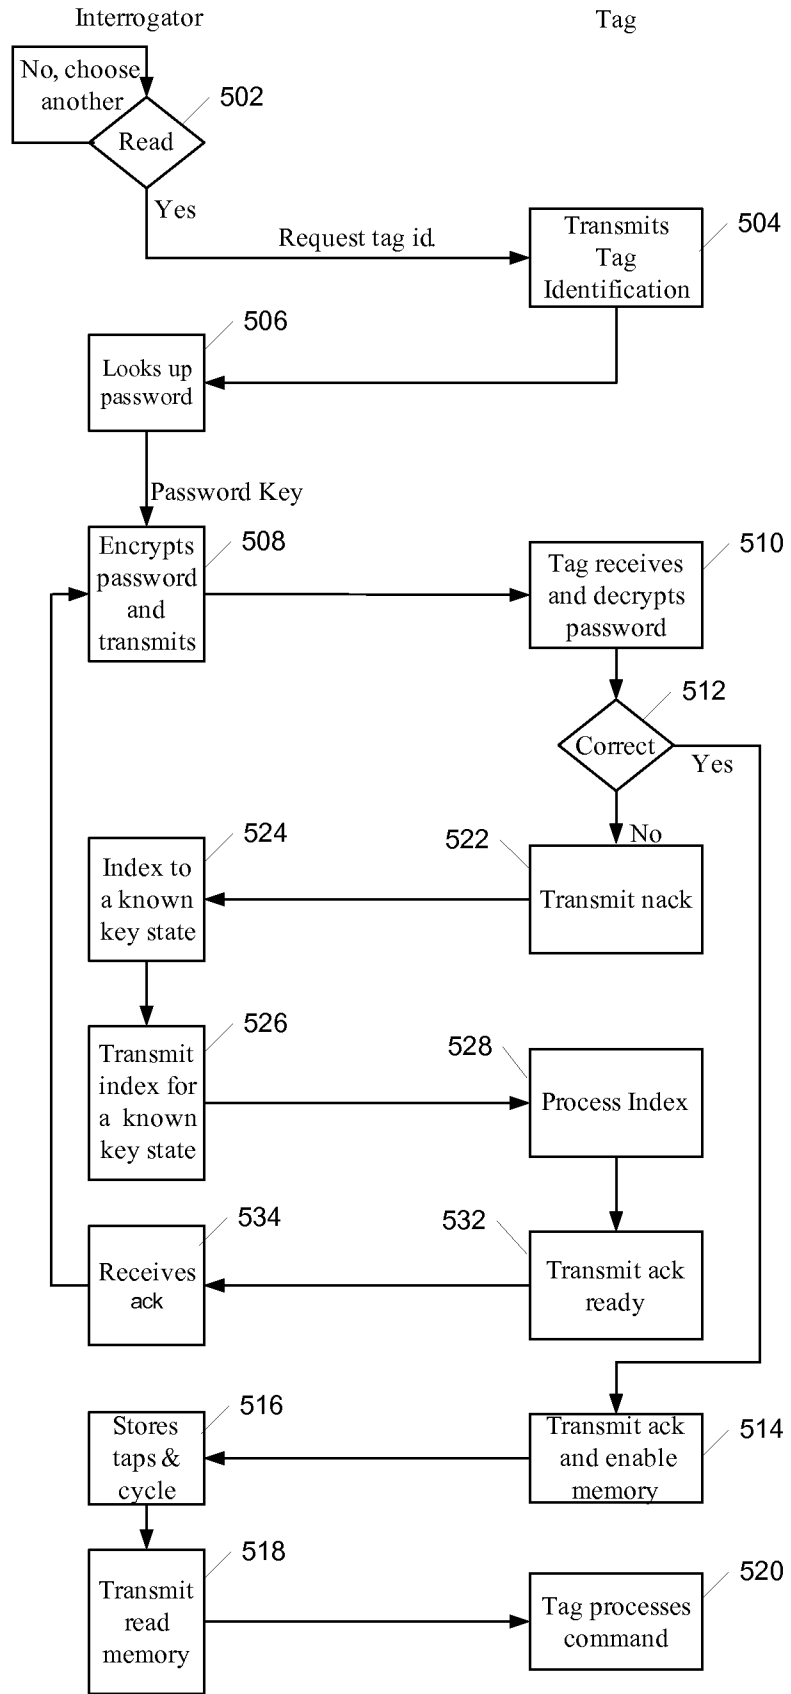 Interrogator
Tag
No, choose
another
502
Read
Yes
Request tag id.
Transmits
Tag
Identification
504
506
Looks up
password
Password Key
Encrypts
password
and
transmits
508
Tag receives
and decrypts
password
510
512
Correct
Yes
No
522
Transmit nack
524
Index to
a known
key state
526
Transmit
index for
a known
key state
528
Process Index
534
Receives
ack
532
Transmit ack
ready
516
Stores
taps &
cycle
Transmit ack
and enable
memory
514
518
Transmit
read
memory
520
Tag processes
command